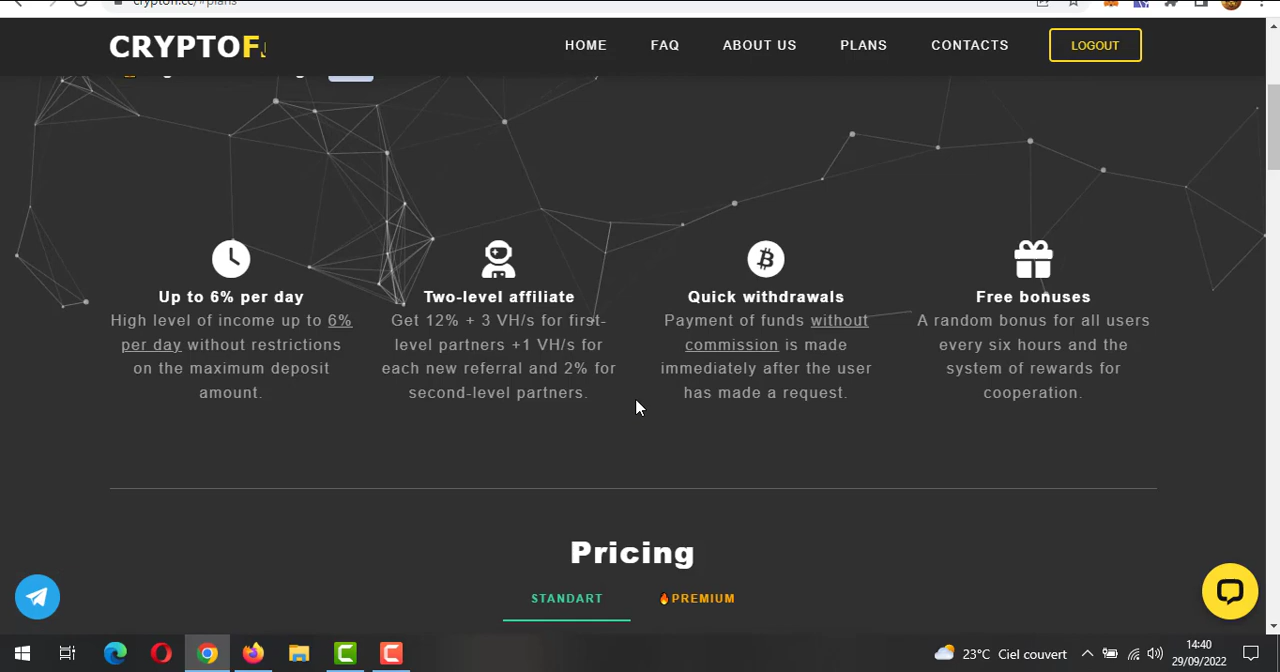 cryptofl.cc/#plans
CRYPTOF
HOME FAQ ABOUT US PLANS CONTACTS LOGOUT
Up to 6% per day
High level of income up to 6%
per day without restrictions
on the maximum deposit
amount.
Two-level affiliate
Get 12% + 3 VH/s for first-
level partners +1 VH/s for
each new referral and 2% for
second-level partners.
Quick withdrawals
Payment of funds without
commission is made
immediately after the user
has made a request.
Free bonuses
A random bonus for all users
every six hours and the
system of rewards for
cooperation.
Pricing
STANDART PREMIUM
23°C Ciel couvert
14:40
29/09/2022